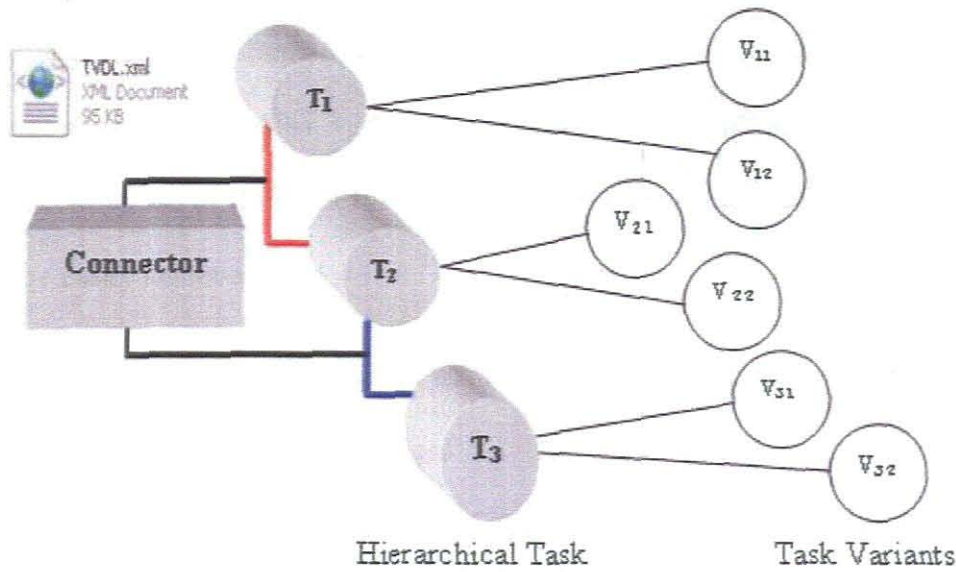 TVDL.xml
XML Document
95 KB
T1
V11
V12
Connector
T2
V21
V22
T3
V31
V32
Hierarchical Task
Task Variants